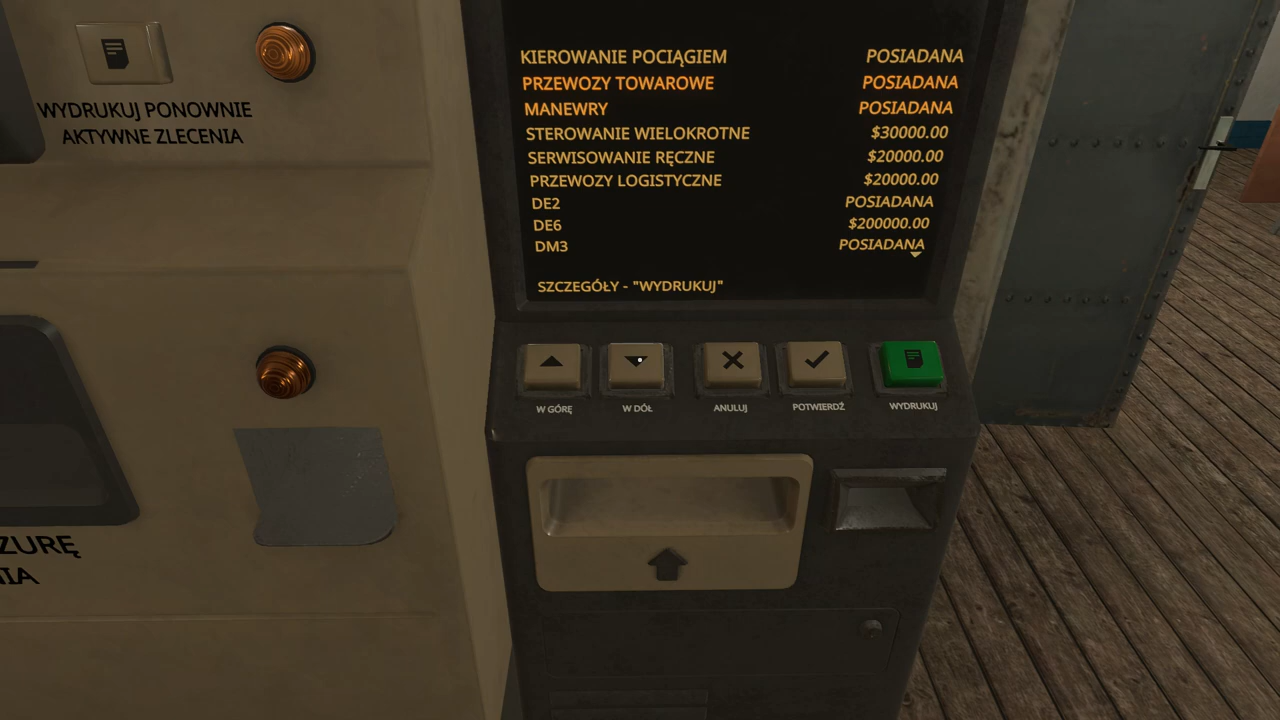 WYDRUKUJ PONOWNIE
AKTYWNE ZLECENIA
KIEROWANIE POCIĄGIEM POSIADANA
PRZEWOZY TOWAROWE POSIADANA
MANEWRY POSIADANA
STEROWANIE WIELOKROTNE $30000.00
SERWISOWANIE RĘCZNE $20000.00
PRZEWOZY LOGISTYCZNE $20000.00
DE2 POSIADANA
DE6 $200000.00
DM3 POSIADANA
SZCZEGÓŁY - "WYDRUKUJ"
W GÓRĘ W DÓŁ ANULUJ POTWIERDŹ WYDRUKUJ